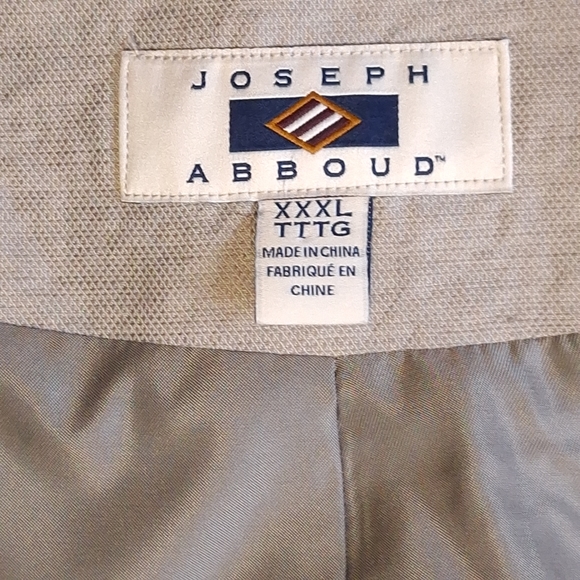 JOSEPH
ABBOUD™
XXXL
TTTG
MADE IN CHINA
FABRIQUÉ EN
CHINE